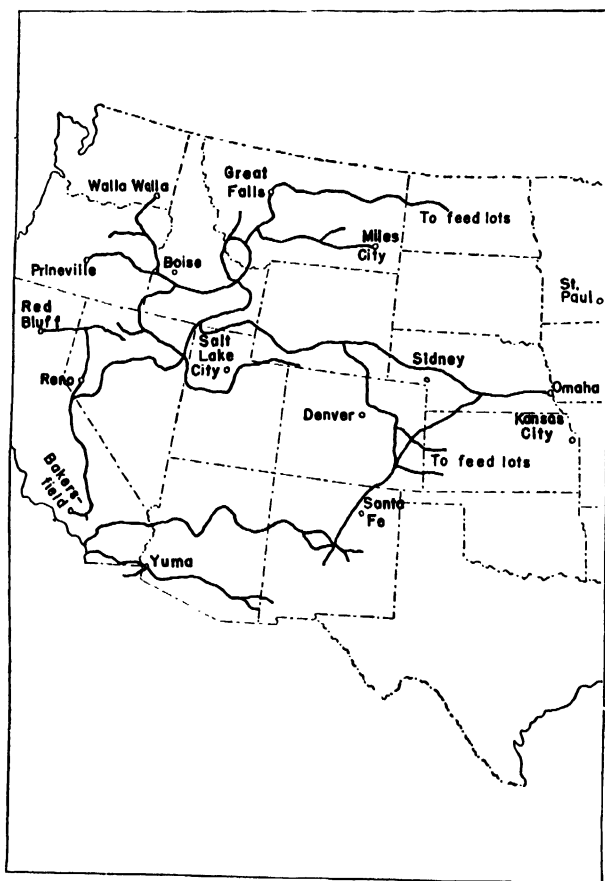 Walla Walla
Great
Falls
To feed lots
Miles
City
Prineville
Boise
St.
Paul
Red
Bluff
Salt
Lake
City
Sidney
Reno
Omaha
Denver
Kansas
City
To feed lots
Bakers-
field
Santa
Fe
Yuma